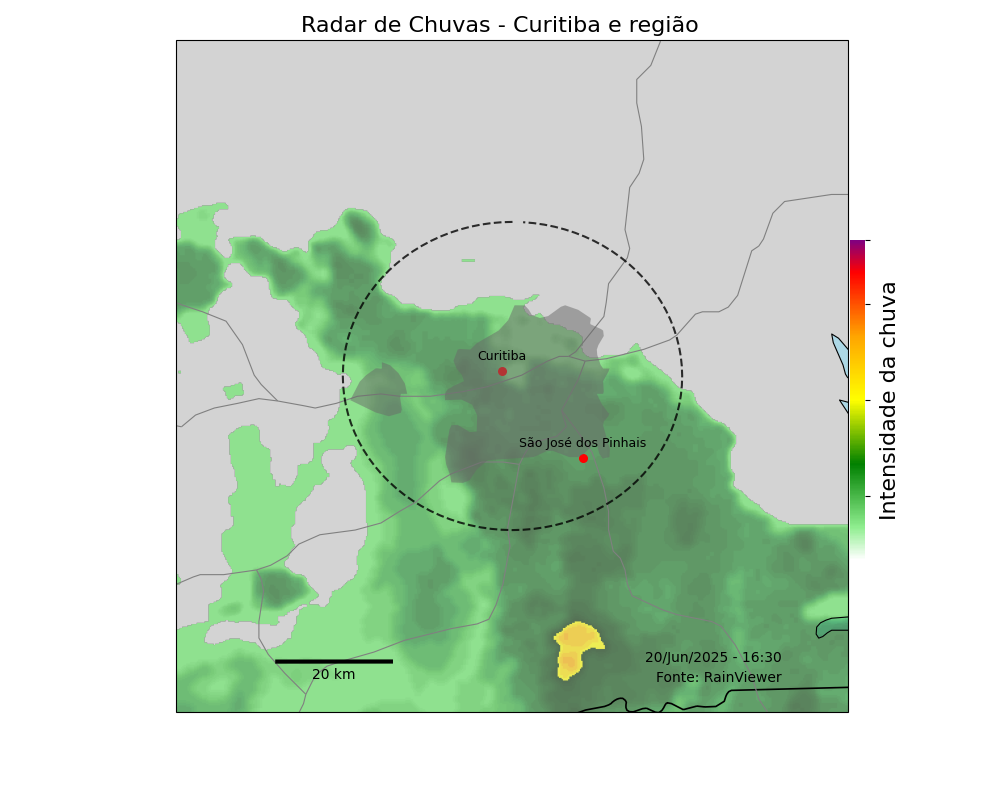 Radar de Chuvas - Curitiba e região
Curitiba
São José dos Pinhais
Intensidade da chuva
20/Jun/2025 - 16:30
Fonte: RainViewer
20 km